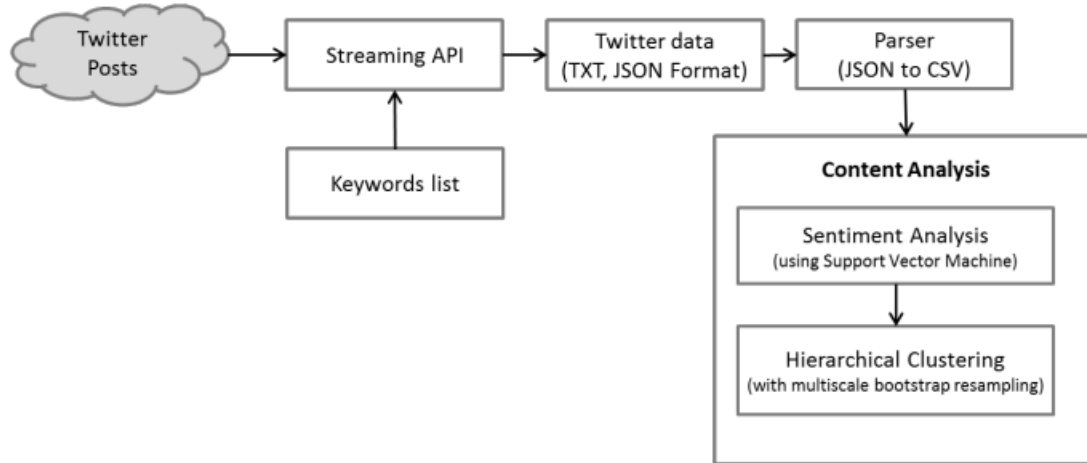 Twitter
Posts
Streaming API
Twitter data
(TXT, JSON Format)
Parser
(JSON to CSV)
Keywords list
Content Analysis
Sentiment Analysis
(using Support Vector Machine)
Hierarchical Clustering
(with multiscale bootstrap resampling)